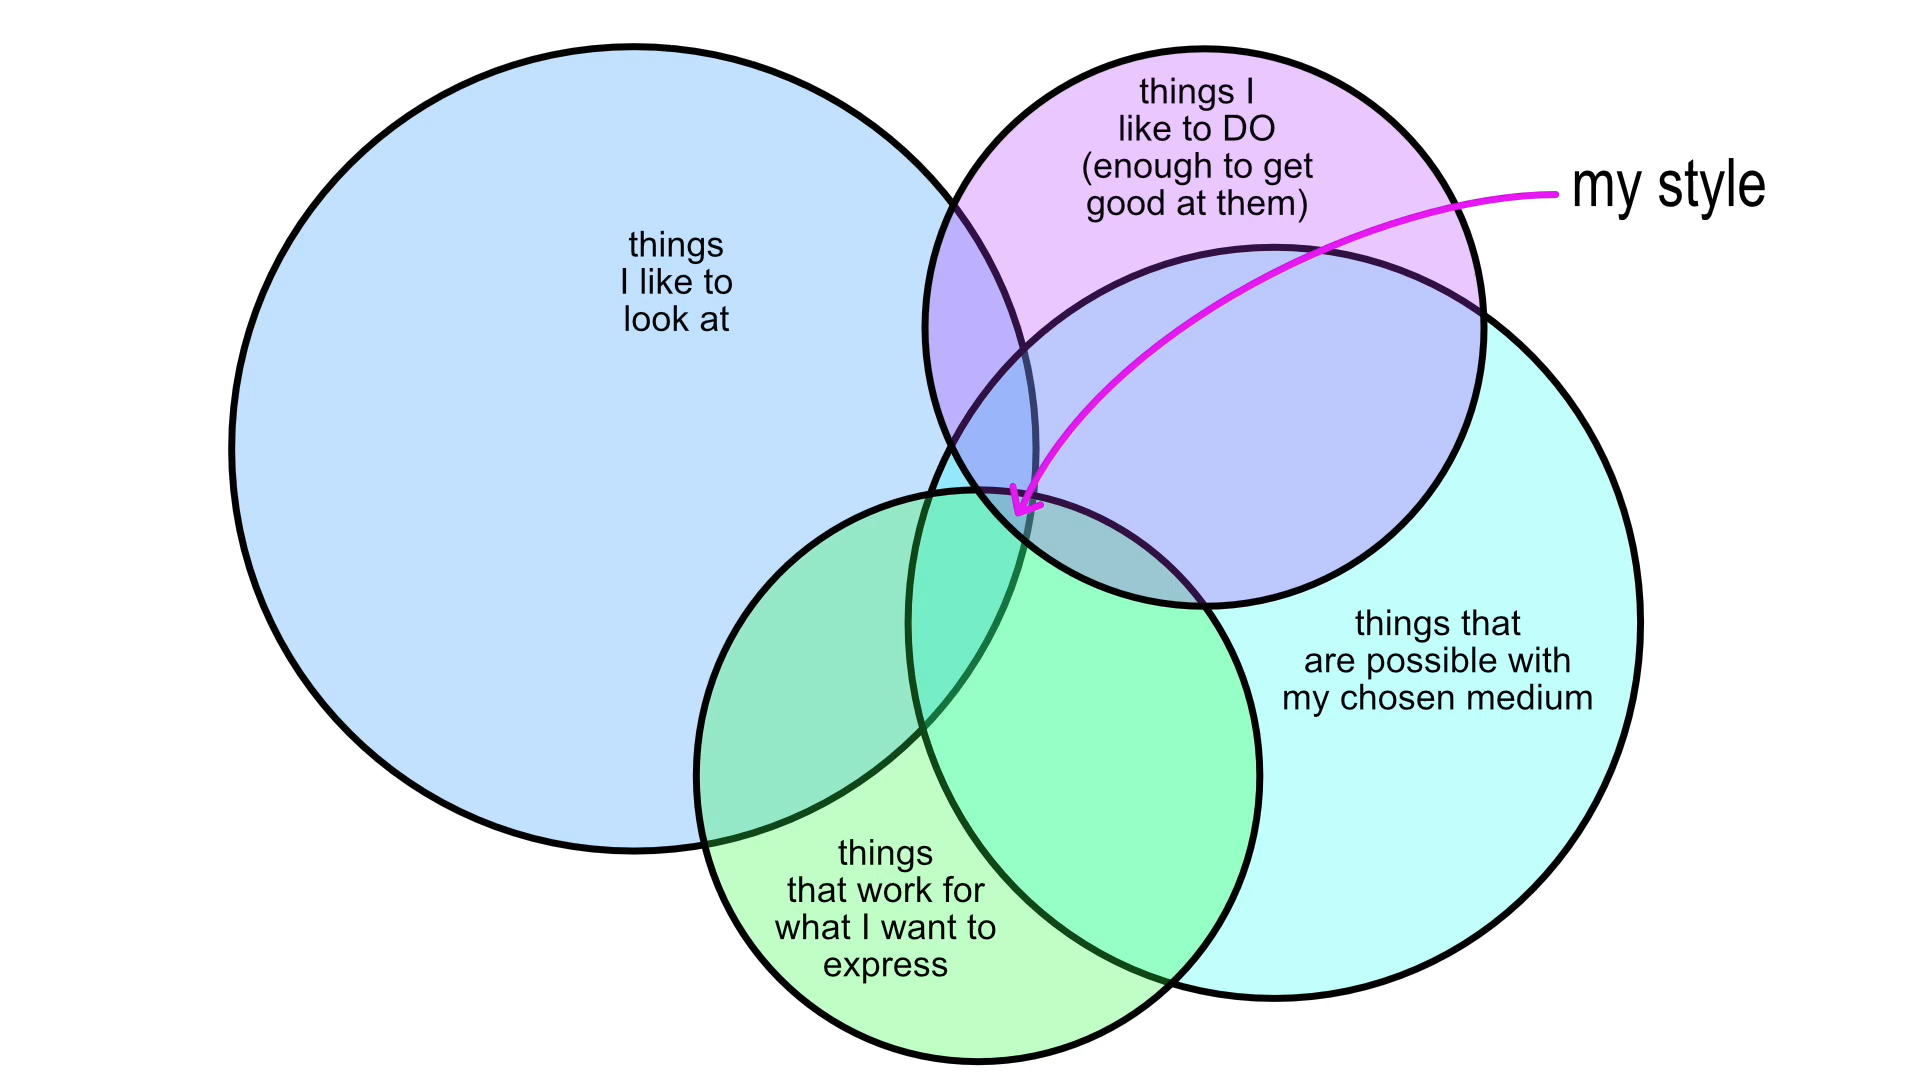 things
I like to
look at
things I
like to DO
(enough to get
good at them)
my style
things that
are possible with
my chosen medium
things
that work for
what I want to
express